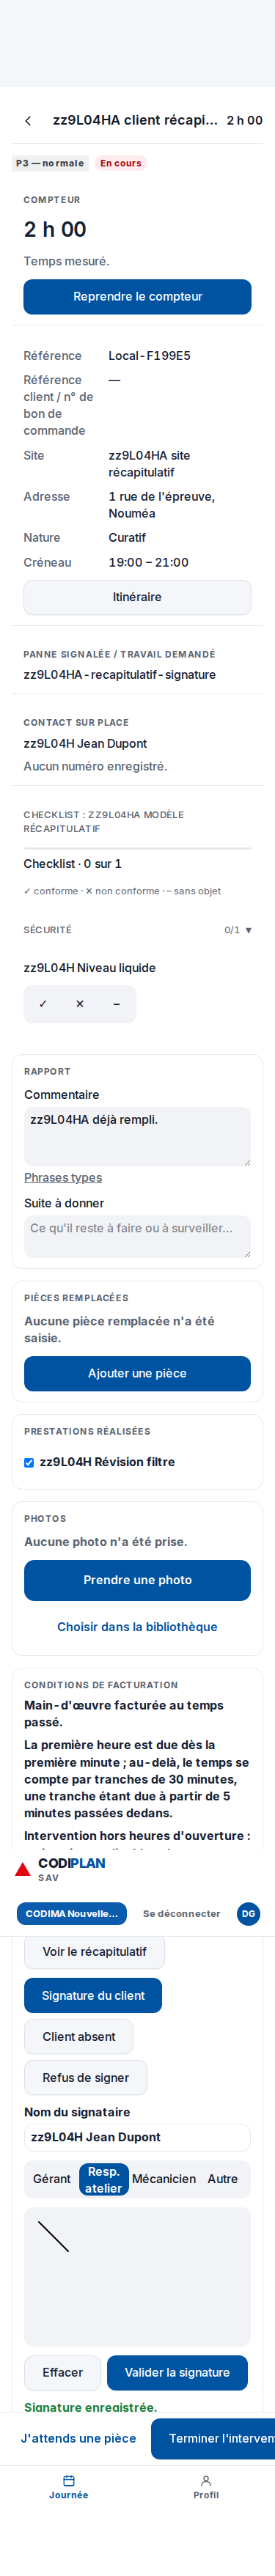 zz9L04HA client récapi... 2 h 00
P3 — normale En cours
COMPTEUR
2 h 00
Temps mesuré.
Reprendre le compteur
Référence Local-F199E5
Référence —
client / n° de
bon de
commande
Site zz9L04HA site
récapitulatif
Adresse 1 rue de l'épreuve,
Nouméa
Nature Curatif
Créneau 19:00 – 21:00
Itinéraire
PANNE SIGNALÉE / TRAVAIL DEMANDÉ
zz9L04HA-recapitulatif-signature
CONTACT SUR PLACE
zz9L04H Jean Dupont
Aucun numéro enregistré.
CHECKLIST : ZZ9L04HA MODÈLE
RÉCAPITULATIF
Checklist · 0 sur 1
✓ conforme · ✕ non conforme · – sans objet
SÉCURITÉ 0/1 ▼
zz9L04H Niveau liquide
✓ ✕ –
RAPPORT
Commentaire
zz9L04HA déjà rempli.
Phrases types
Suite à donner
Ce qu'il reste à faire ou à surveiller...
PIÈCES REMPLACÉES
Aucune pièce remplacée n'a été
saisie.
Ajouter une pièce
PRESTATIONS RÉALISÉES
zz9L04H Révision filtre
PHOTOS
Aucune photo n'a été prise.
Prendre une photo
Choisir dans la bibliothèque
CONDITIONS DE FACTURATION
Main-d'œuvre facturée au temps
passé.
La première heure est due dès la
première minute ; au-delà, le temps se
compte par tranches de 30 minutes,
une tranche étant due à partir de 5
minutes passées dedans.
Intervention hors heures d'ouverture :
CODIPLAN
SAV
CODIMA Nouvelle... Se déconnecter DG
Voir le récapitulatif
Signature du client
Client absent
Refus de signer
Nom du signataire
zz9L04H Jean Dupont
Gérant Resp. atelier Mécanicien Autre
Effacer Valider la signature
Signature enregistrée.
J'attends une pièce Terminer l'interven
Journée Profil